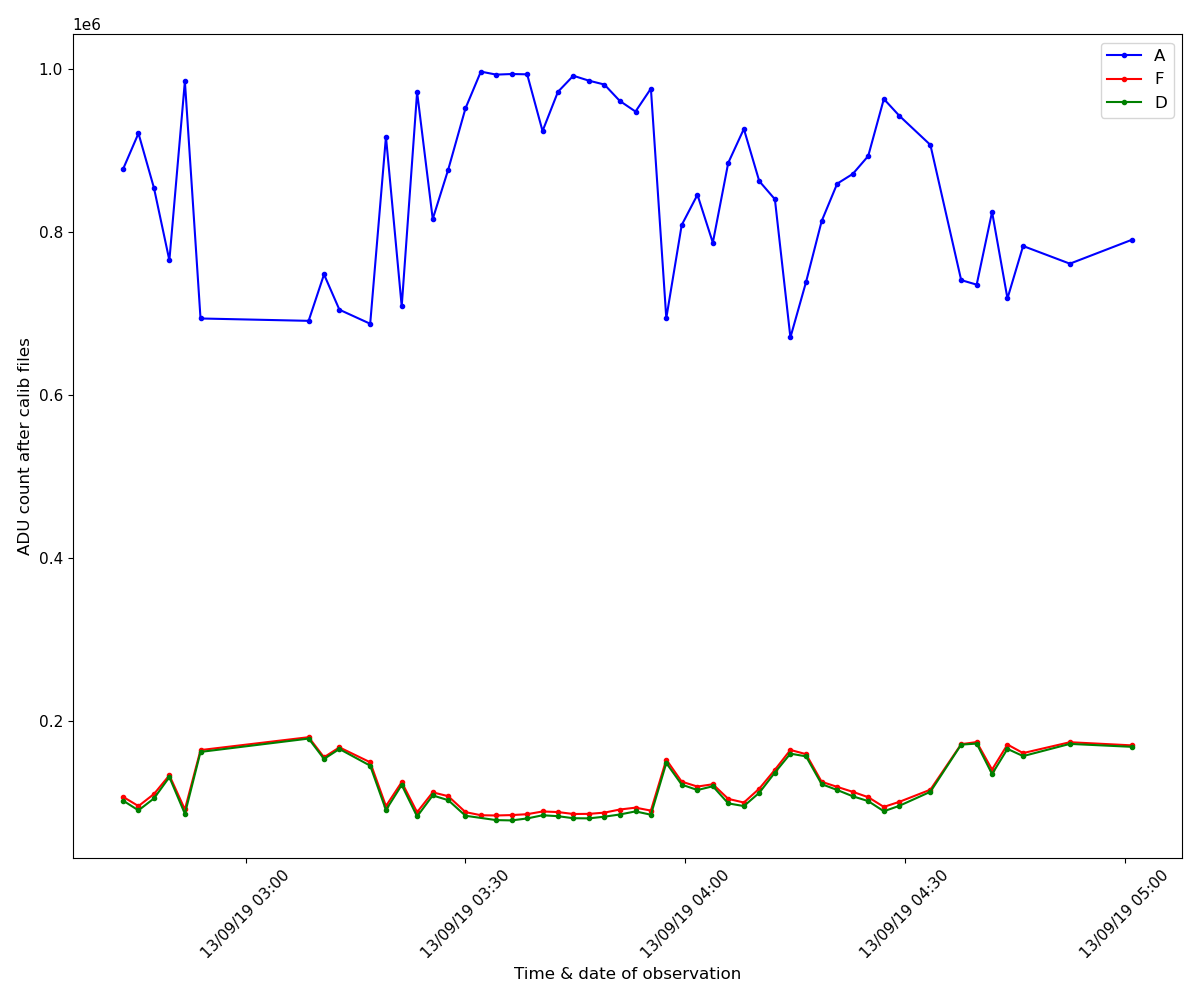 1e6
1.0
0.8
0.6
0.4
0.2
ADU count after calib files
A
F
D
13/09/19 03:00
13/09/19 03:30
13/09/19 04:00
13/09/19 04:30
13/09/19 05:00
Time & date of observation